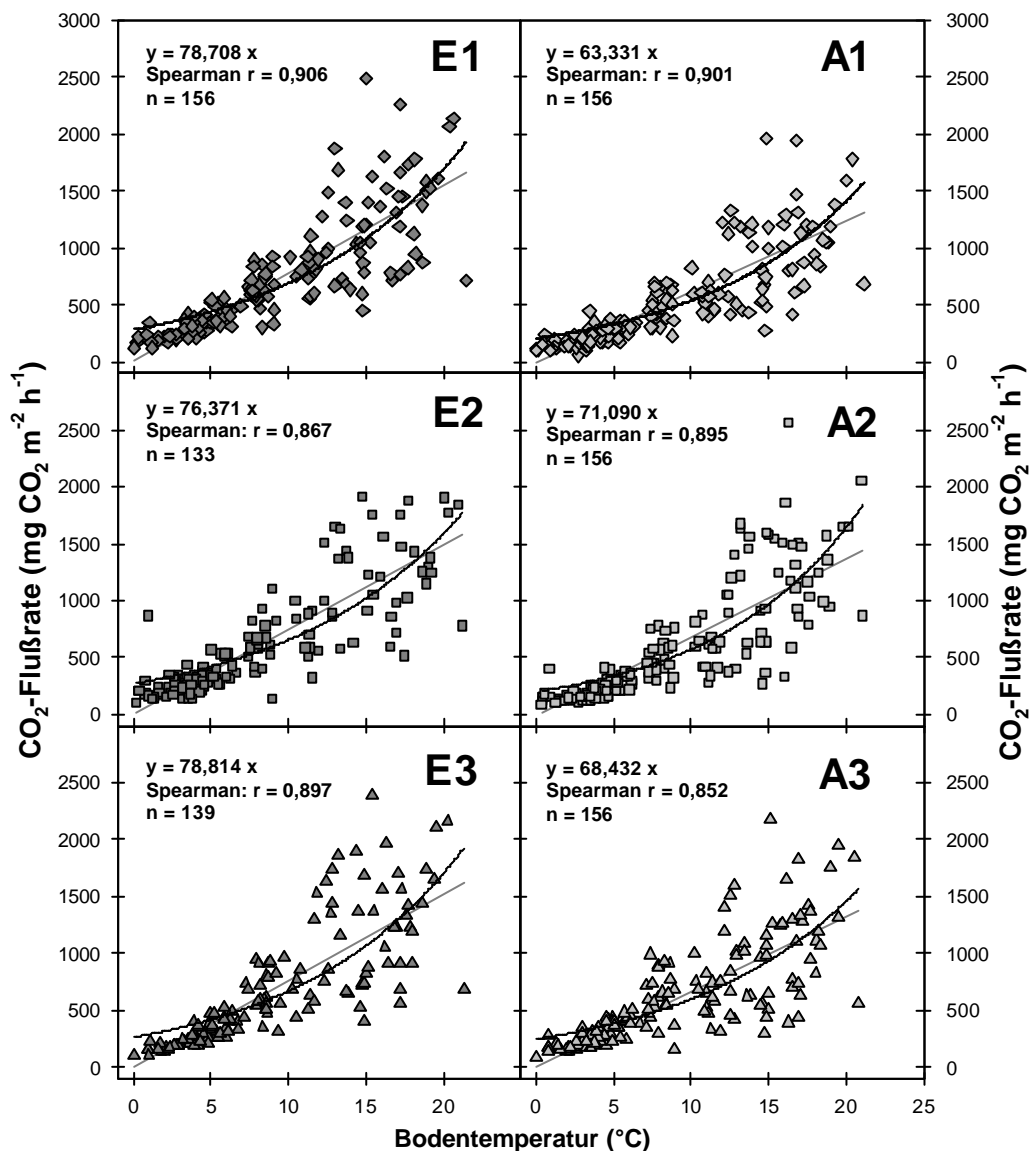 y = 78,708 x
Spearman r = 0,906
n = 156
E1
y = 63,331 x
Spearman: r = 0,901
n = 156
A1
3000
2500
2000
1500
1000
500
0
3000
2500
2000
1500
1000
500
0
y = 76,371 x
Spearman: r = 0,867
n = 133
E2
y = 71,090 x
Spearman: r = 0,895
n = 156
A2
2500
2000
1500
1000
500
0
2500
2000
1500
1000
500
0
y = 78,814 x
Spearman: r = 0,897
n = 139
E3
y = 68,432 x
Spearman: r = 0,852
n = 156
A3
2500
2000
1500
1000
500
0
2500
2000
1500
1000
500
0
CO₂-Flußrate (mg CO₂ m⁻² h⁻¹)
CO₂-Flußrate (mg CO₂ m⁻² h⁻¹)
0 5 10 15 20 0 5 10 15 20 25
Bodentemperatur (°C)